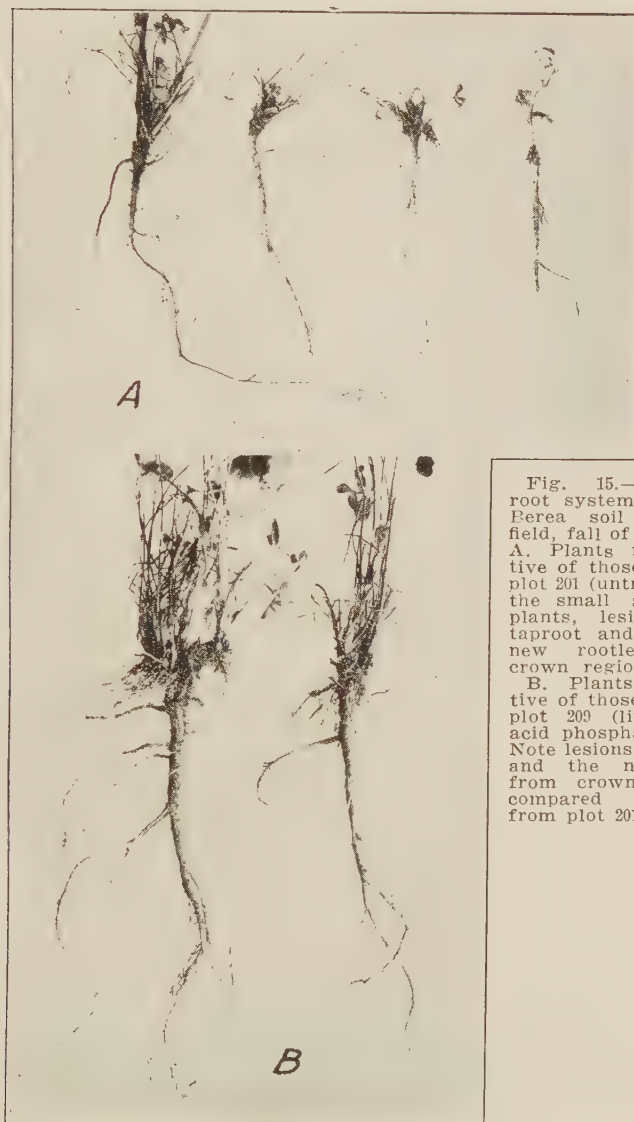 A
B
Fig. 15.—
root system
Berea soil
field, fall of
A. Plants
tive of those
plot 201 (untr
the small
plants, lesi
taproot and
new rootle
crown regio
B. Plants
tive of those
plot 209 (li
acid phospha
Note lesions
and the n
from crown
compared
from plot 201